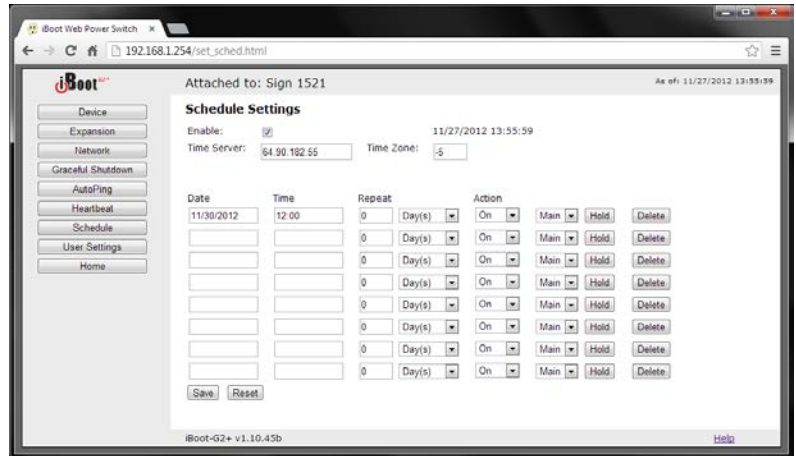 iBoot Web Power Switch
192.168.1.254/set_sched.html
iBoot G2+
Attached to: Sign 1521
As of: 11/27/2012 13:55:59
Device
Expansion
Network
Graceful Shutdown
AutoPing
Heartbeat
Schedule
User Settings
Home
Schedule Settings
Enable: 11/27/2012 13:55:59
Time Server: 64.90.182.55 Time Zone: -5
Date Time Repeat Action
11/30/2012 12:00 0 Day(s) On Main Hold Delete
0 Day(s) On Main Hold Delete
0 Day(s) On Main Hold Delete
0 Day(s) On Main Hold Delete
0 Day(s) On Main Hold Delete
0 Day(s) On Main Hold Delete
0 Day(s) On Main Hold Delete
0 Day(s) On Main Hold Delete
Save Reset
iBoot-G2+ v1.10.45b Help